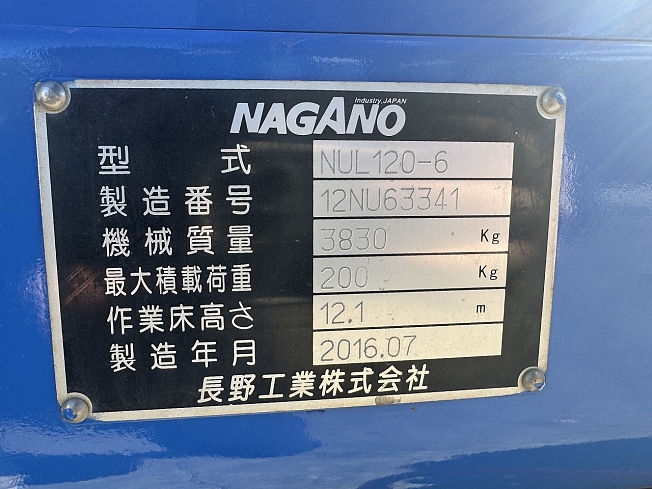 Industry,JAPAN
NAGANO
型式 NUL120-6
製造番号 12NU63341
機械質量 3830 Kg
最大積載荷重 200 Kg
作業床高さ 12.1 m
製造年月 2016.07
長野工業株式会社